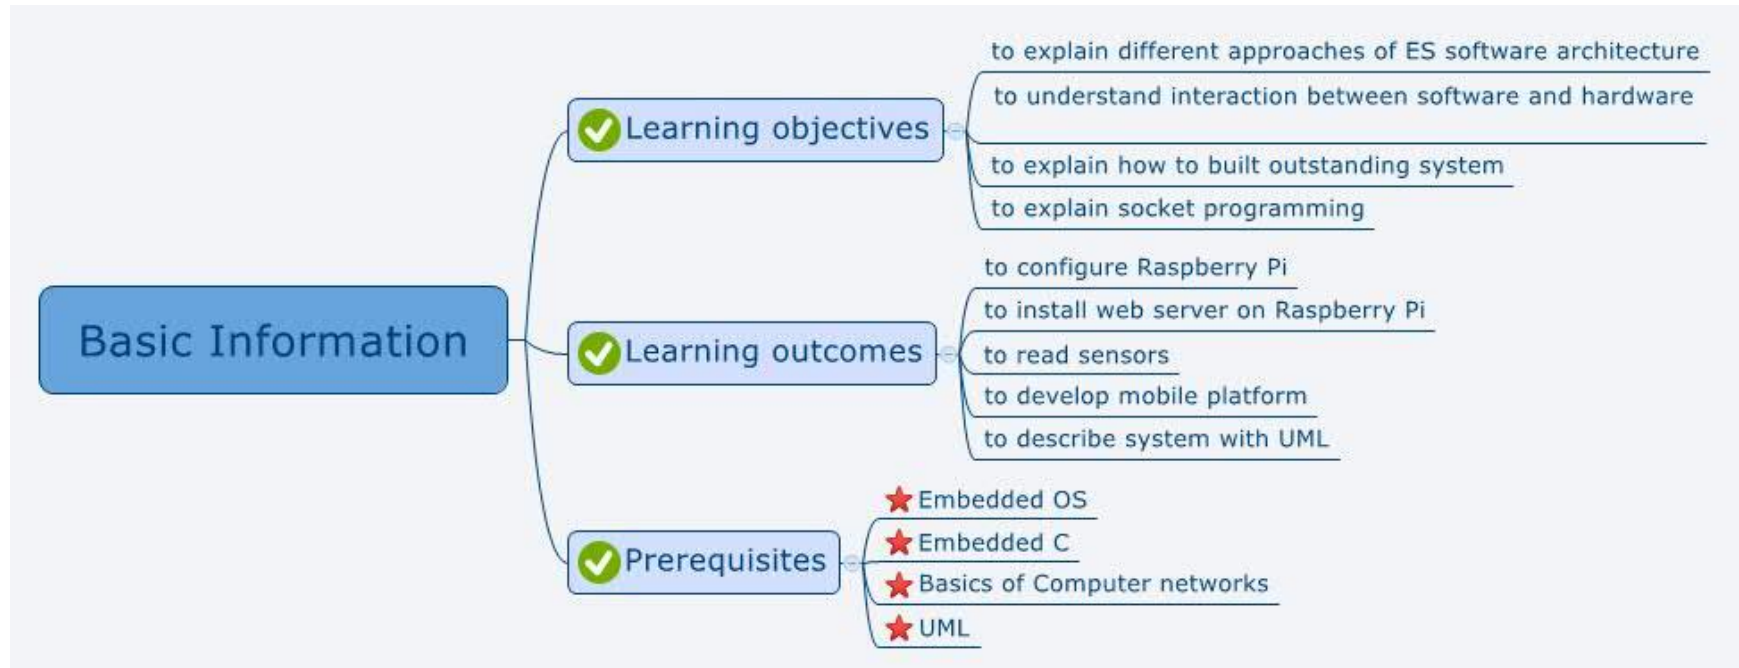 Basic Information
Learning objectives
to explain different approaches of ES software architecture
to understand interaction between software and hardware
to explain how to built outstanding system
to explain socket programming
Learning outcomes
to configure Raspberry Pi
to install web server on Raspberry Pi
to read sensors
to develop mobile platform
to describe system with UML
Prerequisites
Embedded OS
Embedded C
Basics of Computer networks
UML